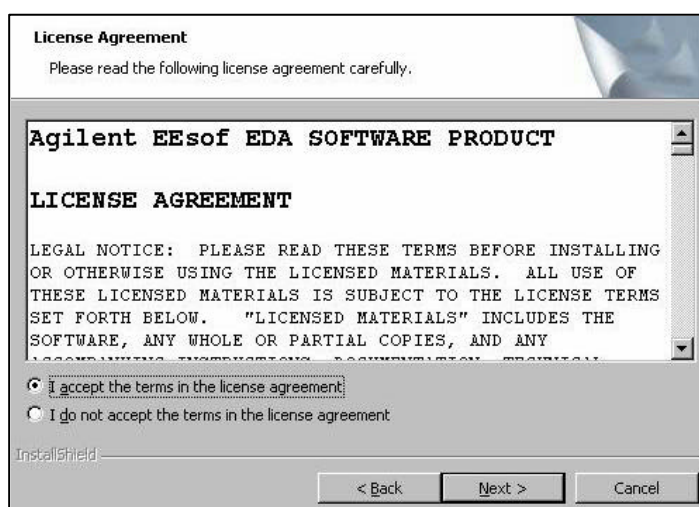 License Agreement
Please read the following license agreement carefully.
Agilent EEsof EDA SOFTWARE PRODUCT
LICENSE AGREEMENT
LEGAL NOTICE: PLEASE READ THESE TERMS BEFORE INSTALLING
OR OTHERWISE USING THE LICENSED MATERIALS. ALL USE OF
THESE LICENSED MATERIALS IS SUBJECT TO THE LICENSE TERMS
SET FORTH BELOW. "LICENSED MATERIALS" INCLUDES THE
SOFTWARE, ANY WHOLE OR PARTIAL COPIES, AND ANY
ACCOMPANYING INSTRUCTIONS, DOCUMENTATION, TECHNICAL
I accept the terms in the license agreement
I do not accept the terms in the license agreement
InstallShield
< Back Next > Cancel